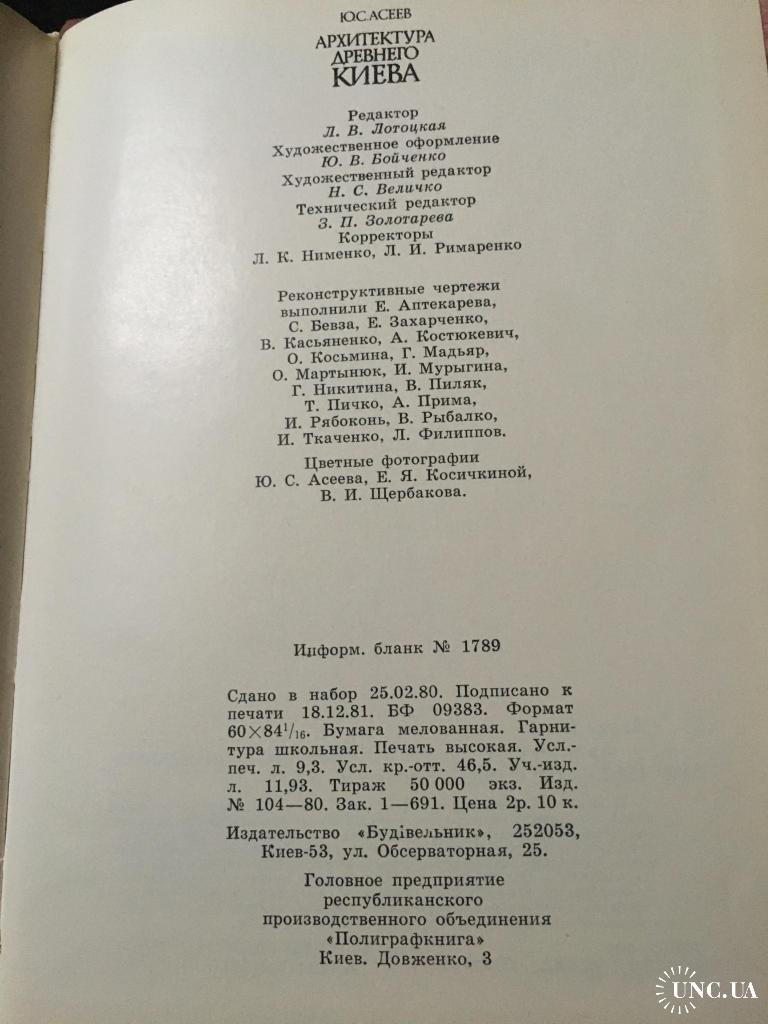 Ю.С.АСЕЕВ
АРХИТЕКТУРА
ДРЕВНЕГО
КИЕВА
Редактор
Л. В. Лотоцкая
Художественное оформление
Ю. В. Бойченко
Художественный редактор
Н. С. Величко
Технический редактор
З. П. Золотарева
Корректоры
Л. К. Нименко, Л. И. Римаренко
Реконструктивные чертежи
выполнили Е. Аптекарева,
С. Бевза, Е. Захарченко,
В. Касьяненко, А. Костюкевич,
О. Косьмина, Г. Мадьяр,
О. Мартынюк, И. Мурыгина,
Г. Никитина, В. Пиляк,
Т. Пичко, А. Прима,
И. Рябоконь, В. Рыбалко,
И. Ткаченко, Л. Филиппов.
Цветные фотографии
Ю. С. Асеева, Е. Я. Косичкиной,
В. И. Щербакова.
Информ. бланк № 1789
Сдано в набор 25.02.80. Подписано к
печати 18.12.81. БФ 09383. Формат
60×84¹/₁₆. Бумага мелованная. Гарни-
тура школьная. Печать высокая. Усл.-
печ. л. 9,3. Усл. кр.-отт. 46,5. Уч.-изд.
л. 11,93. Тираж 50 000 экз. Изд.
№ 104—80. Зак. 1—691. Цена 2р. 10 к.
Издательство «Будівельник», 252053,
Киев-53, ул. Обсерваторная, 25.
Головное предприятие
республиканского
производственного объединения
«Полиграфкнига»
Киев. Довженко, 3
UNC.UA